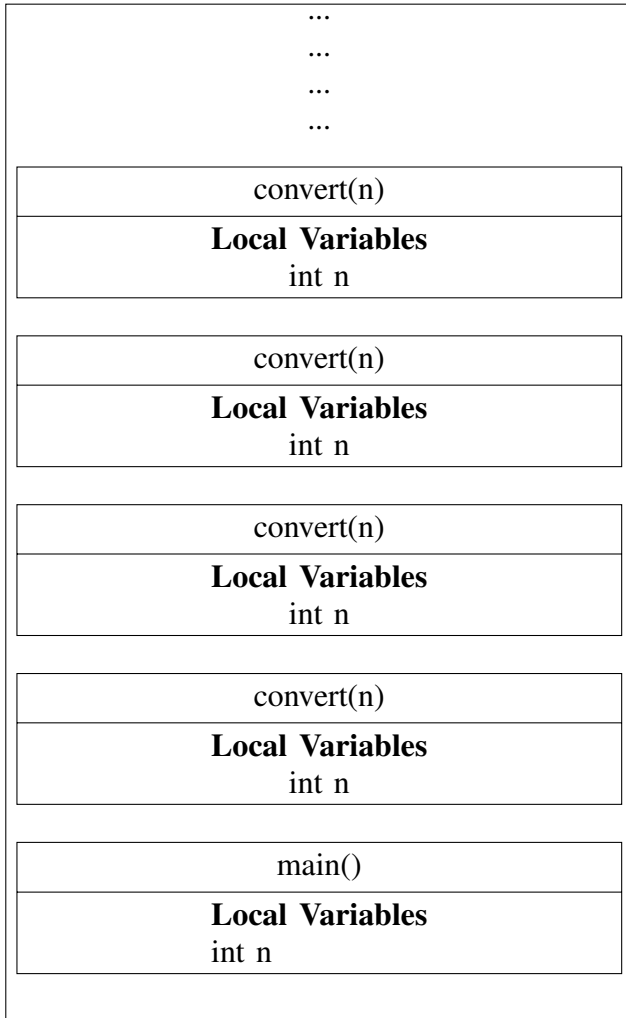 ...
...
...
...
convert(n)
Local Variables
int n
convert(n)
Local Variables
int n
convert(n)
Local Variables
int n
convert(n)
Local Variables
int n
main()
Local Variables
int n